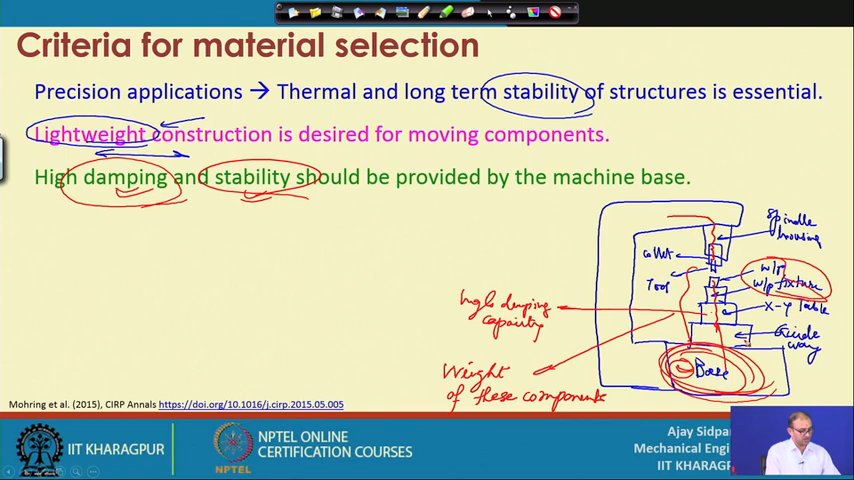 Criteria for material selection
Precision applications → Thermal and long term stability of structures is essential.
Lightweight construction is desired for moving components.
High damping and stability should be provided by the machine base.
Spindle
housing
collet
Tool
w/p
w/p fixture
X-Y table
Guide
way
Base
high damping
capacity
Weight
of these components
Mohring et al. (2015), CIRP Annals https://doi.org/10.1016/j.cirp.2015.05.005
IIT KHARAGPUR
NPTEL
NPTEL ONLINE
CERTIFICATION COURSES
Ajay Sidpar
Mechanical Engineer
IIT KHARAGP